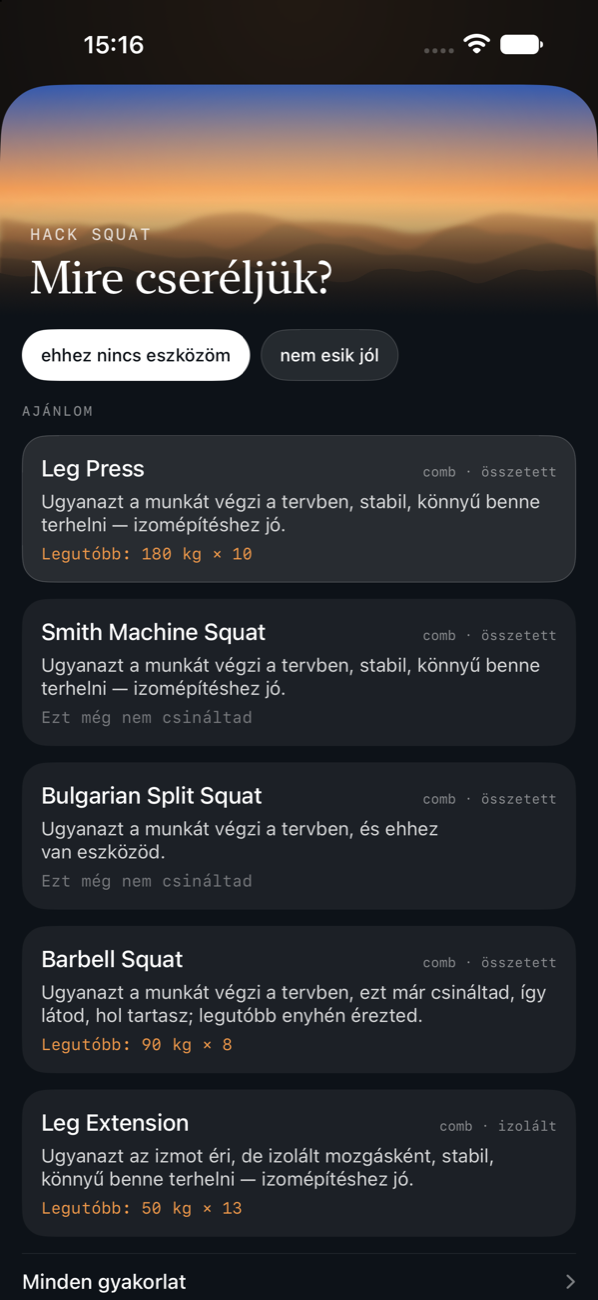 15:16
HACK SQUAT
Mire cseréljük?
ehhez nincs eszközöm
nem esik jól
AJÁNLOM
Leg Press
comb · összetett
Ugyanazt a munkát végzi a tervben, stabil, könnyű benne
terhelni — izomépítéshez jó.
Legutóbb: 180 kg × 10
Smith Machine Squat
comb · összetett
Ugyanazt a munkát végzi a tervben, stabil, könnyű benne
terhelni — izomépítéshez jó.
Ezt még nem csináltad
Bulgarian Split Squat
comb · összetett
Ugyanazt a munkát végzi a tervben, és ehhez
van eszközöd.
Ezt még nem csináltad
Barbell Squat
comb · összetett
Ugyanazt a munkát végzi a tervben, ezt már csináltad, így
látod, hol tartasz; legutóbb enyhén érezted.
Legutóbb: 90 kg × 8
Leg Extension
comb · izolált
Ugyanazt az izmot éri, de izolált mozgásként, stabil,
könnyű benne terhelni — izomépítéshez jó.
Legutóbb: 50 kg × 13
Minden gyakorlat